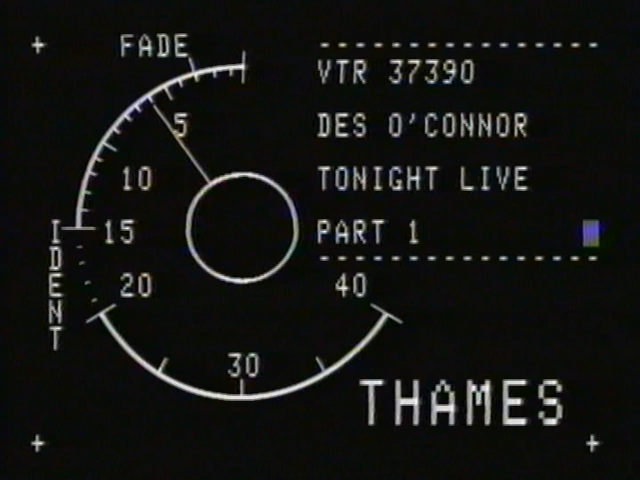 FADE
VTR 37390
DES O'CONNOR
TONIGHT LIVE
PART 1
5
10
15
20
30
40
IDENT
THAMES